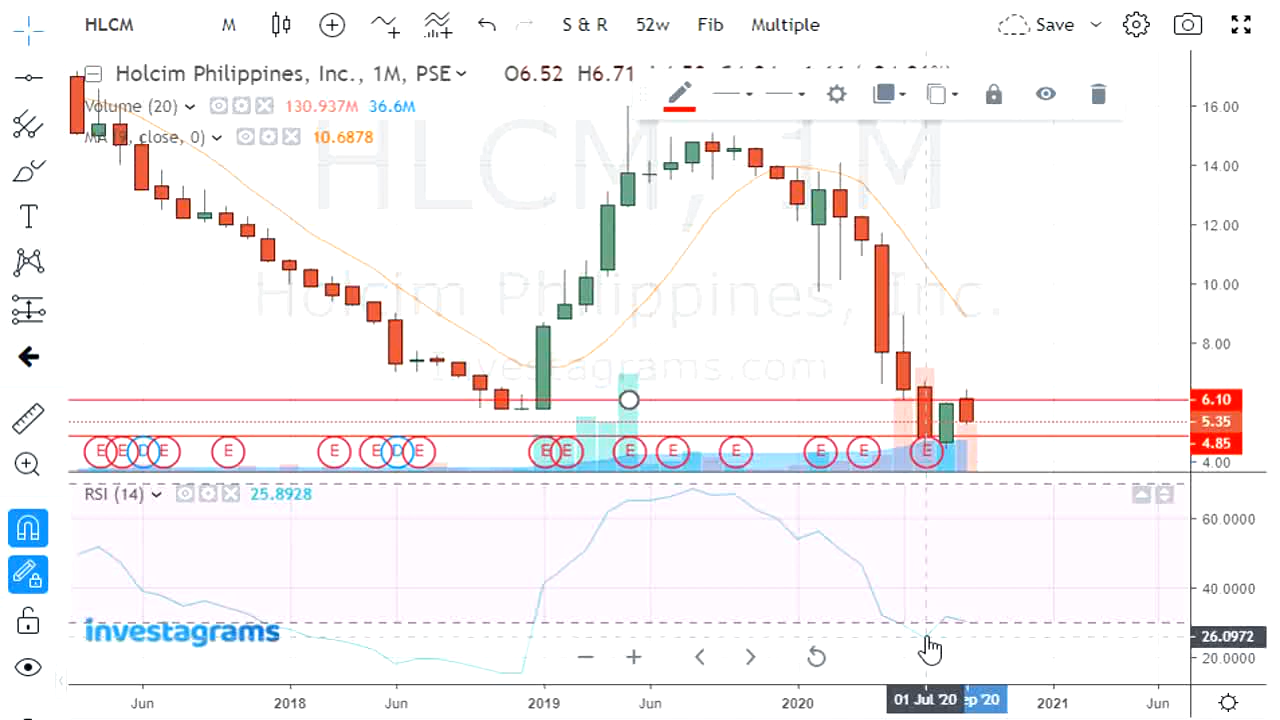 HLCM M S & R 52w Fib Multiple Save
Holcim Philippines, Inc., 1M, PSE O6.52 H6.71
Volume (20) 130.937M 36.6M
MA (9, close, 0) 10.6878
HLCM, 1M
Holcim Philippines, Inc.
Investagrams.com
16.00
14.00
12.00
10.00
8.00
6.10
5.35
4.85
4.00
E E D E E E E D E E E E E E E E E
RSI (14) 25.8928
60.0000
40.0000
investagrams
26.0972
20.0000
Jun 2018 Jun 2019 Jun 2020 01 Jul '20 ep '20 2021 Jun